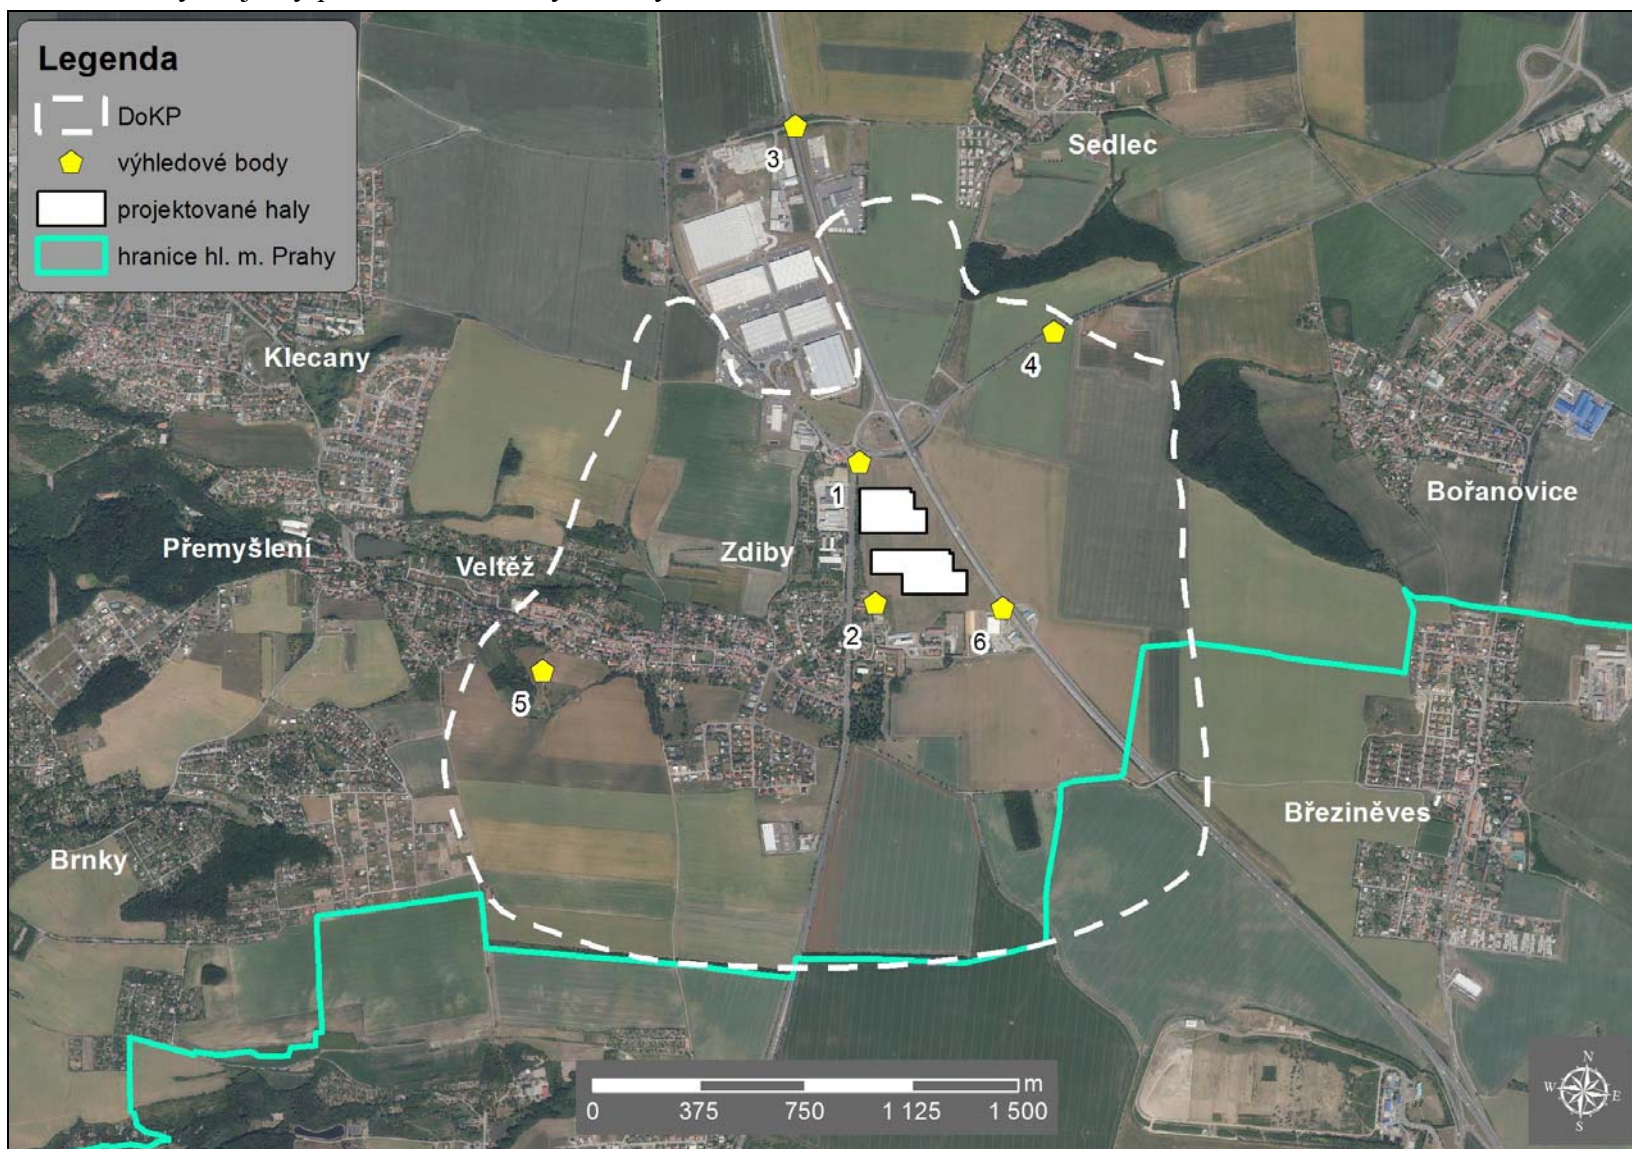 Legenda
DoKP
výhledové body
projektované haly
hranice hl. m. Prahy
3
Sedlec
Klecany
4
1
Bořanovice
Přemyšlení
Veltěž
Zdiby
2
6
5
Březiněves
Brnky
m
0 375 750 1 125 1 500
N
W E
S